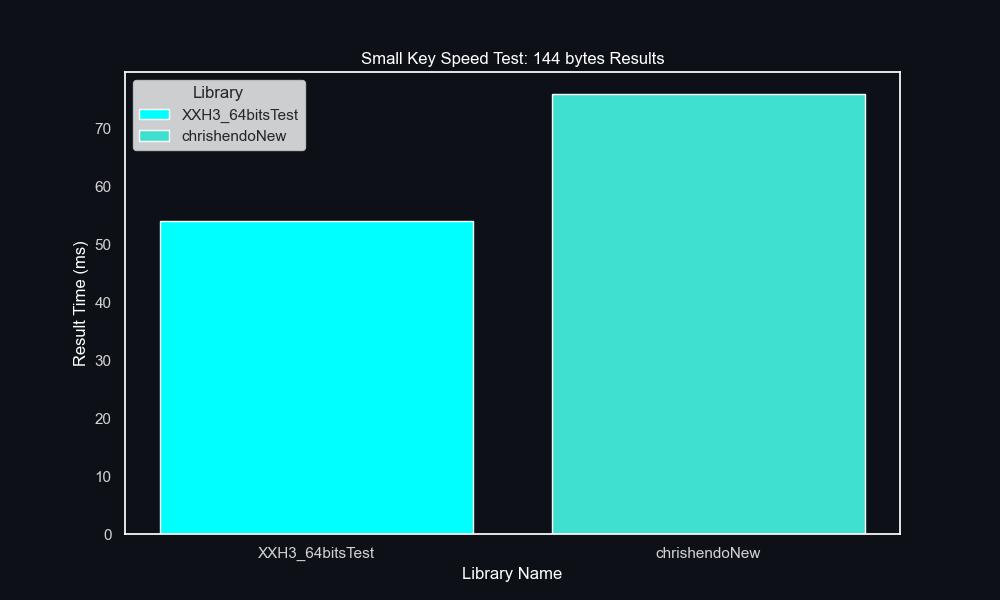 Small Key Speed Test: 144 bytes Results
Library
XXH3_64bitsTest
chrishendoNew
Result Time (ms)
70
60
50
40
30
20
10
0
XXH3_64bitsTest
chrishendoNew
Library Name